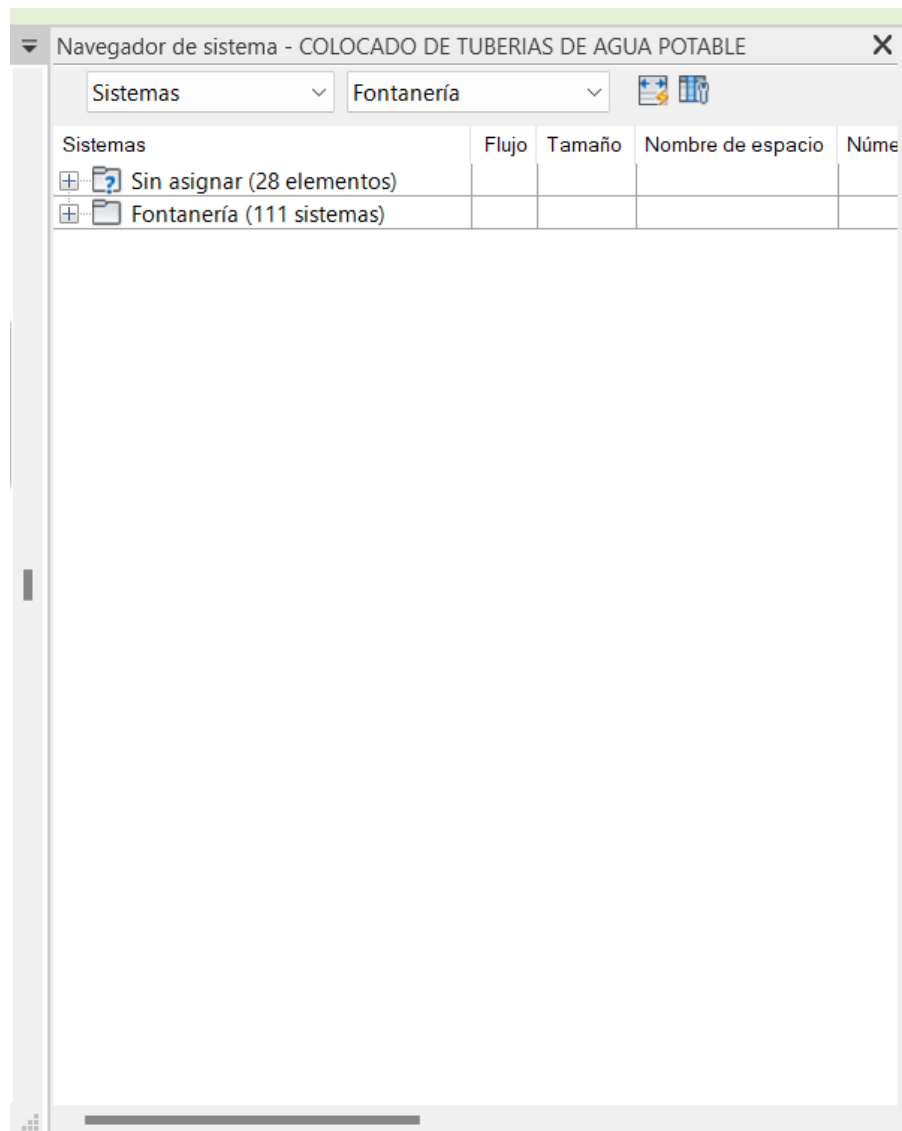 Navegador de sistema - COLOCADO DE TUBERIAS DE AGUA POTABLE
Sistemas Fontanería
Sistemas Flujo Tamaño Nombre de espacio Núme
Sin asignar (28 elementos)
Fontanería (111 sistemas)